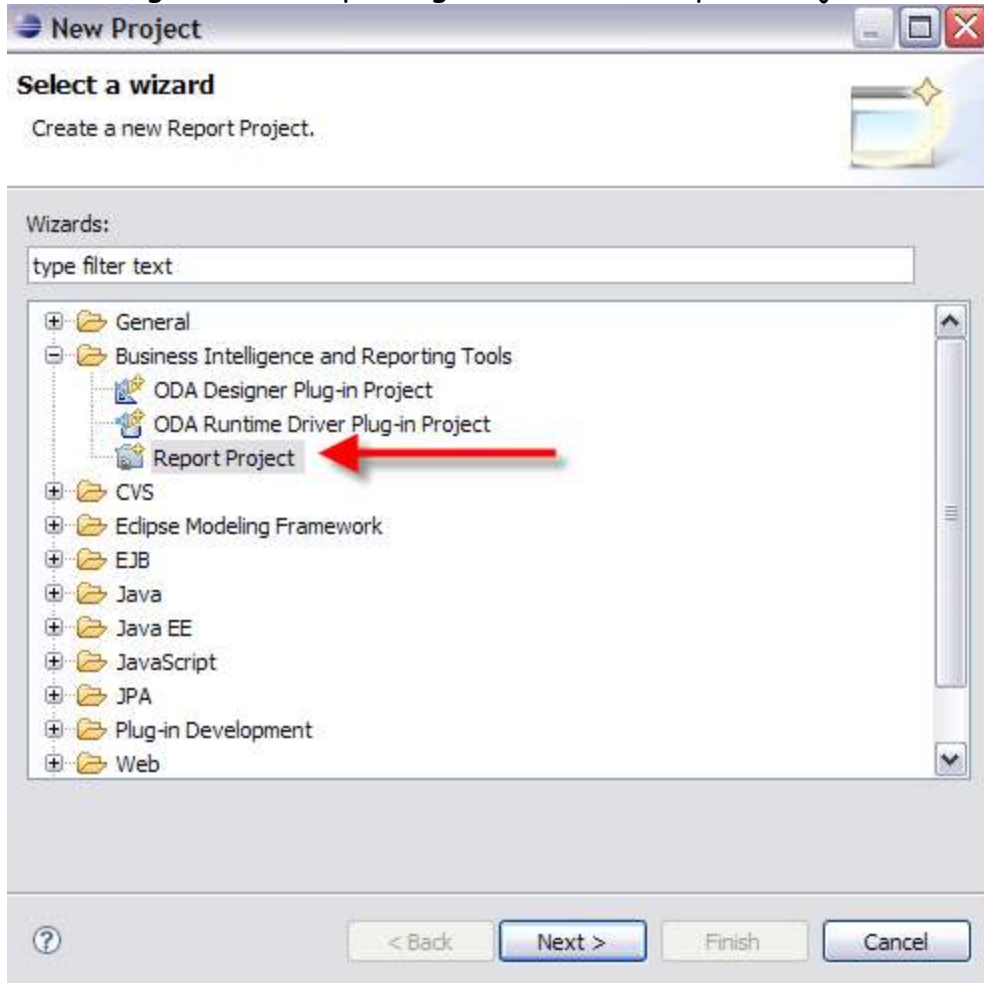 New Project
Select a wizard
Create a new Report Project.
Wizards:
type filter text
General
Business Intelligence and Reporting Tools
ODA Designer Plug-in Project
ODA Runtime Driver Plug-in Project
Report Project
CVS
Eclipse Modeling Framework
EJB
Java
Java EE
JavaScript
JPA
Plug-in Development
Web
?
< Back Next > Finish Cancel